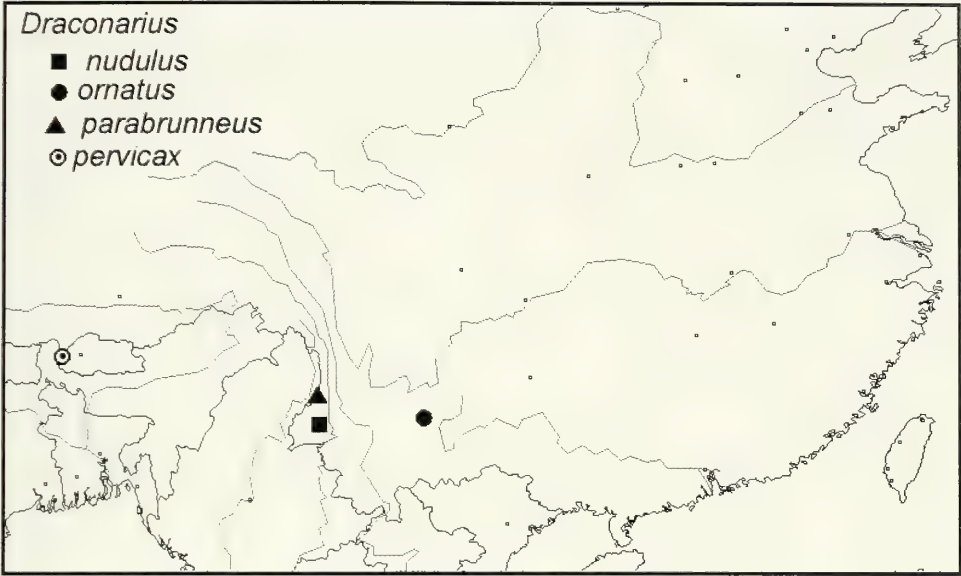 Draconarius
nudulus
ornatus
parabrunneus
pervicax